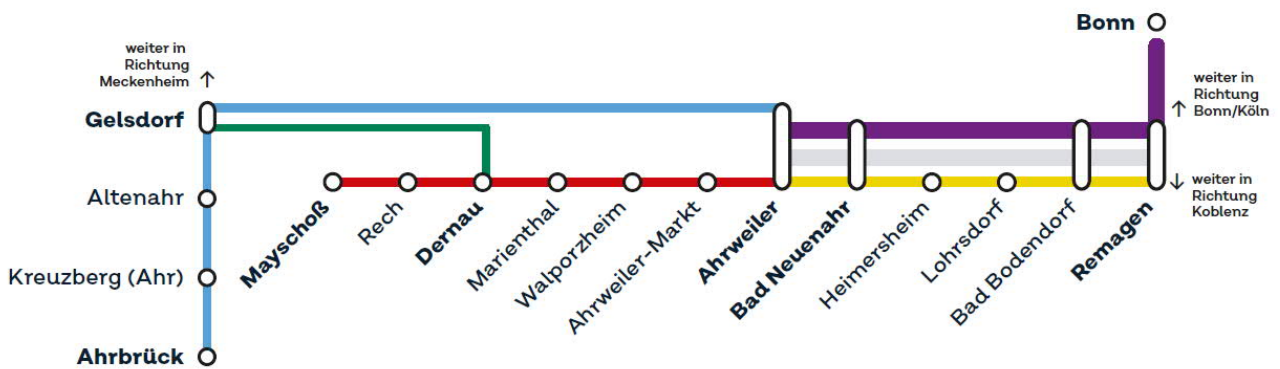 Bonn
weiter in
Richtung
Meckenheim ↑
weiter in
Richtung
↑ Bonn/Köln
Gelsdorf
Altenahr
Kreuzberg (Ahr)
Ahrbrück
Mayschoß
Rech
Dernau
Marienthal
Walporzheim
Ahrweiler-Markt
Ahrweiler
Bad Neuenahr
Heimersheim
Lohrsdorf
Bad Bodendorf
Remagen
↓ weiter in
Richtung
Koblenz